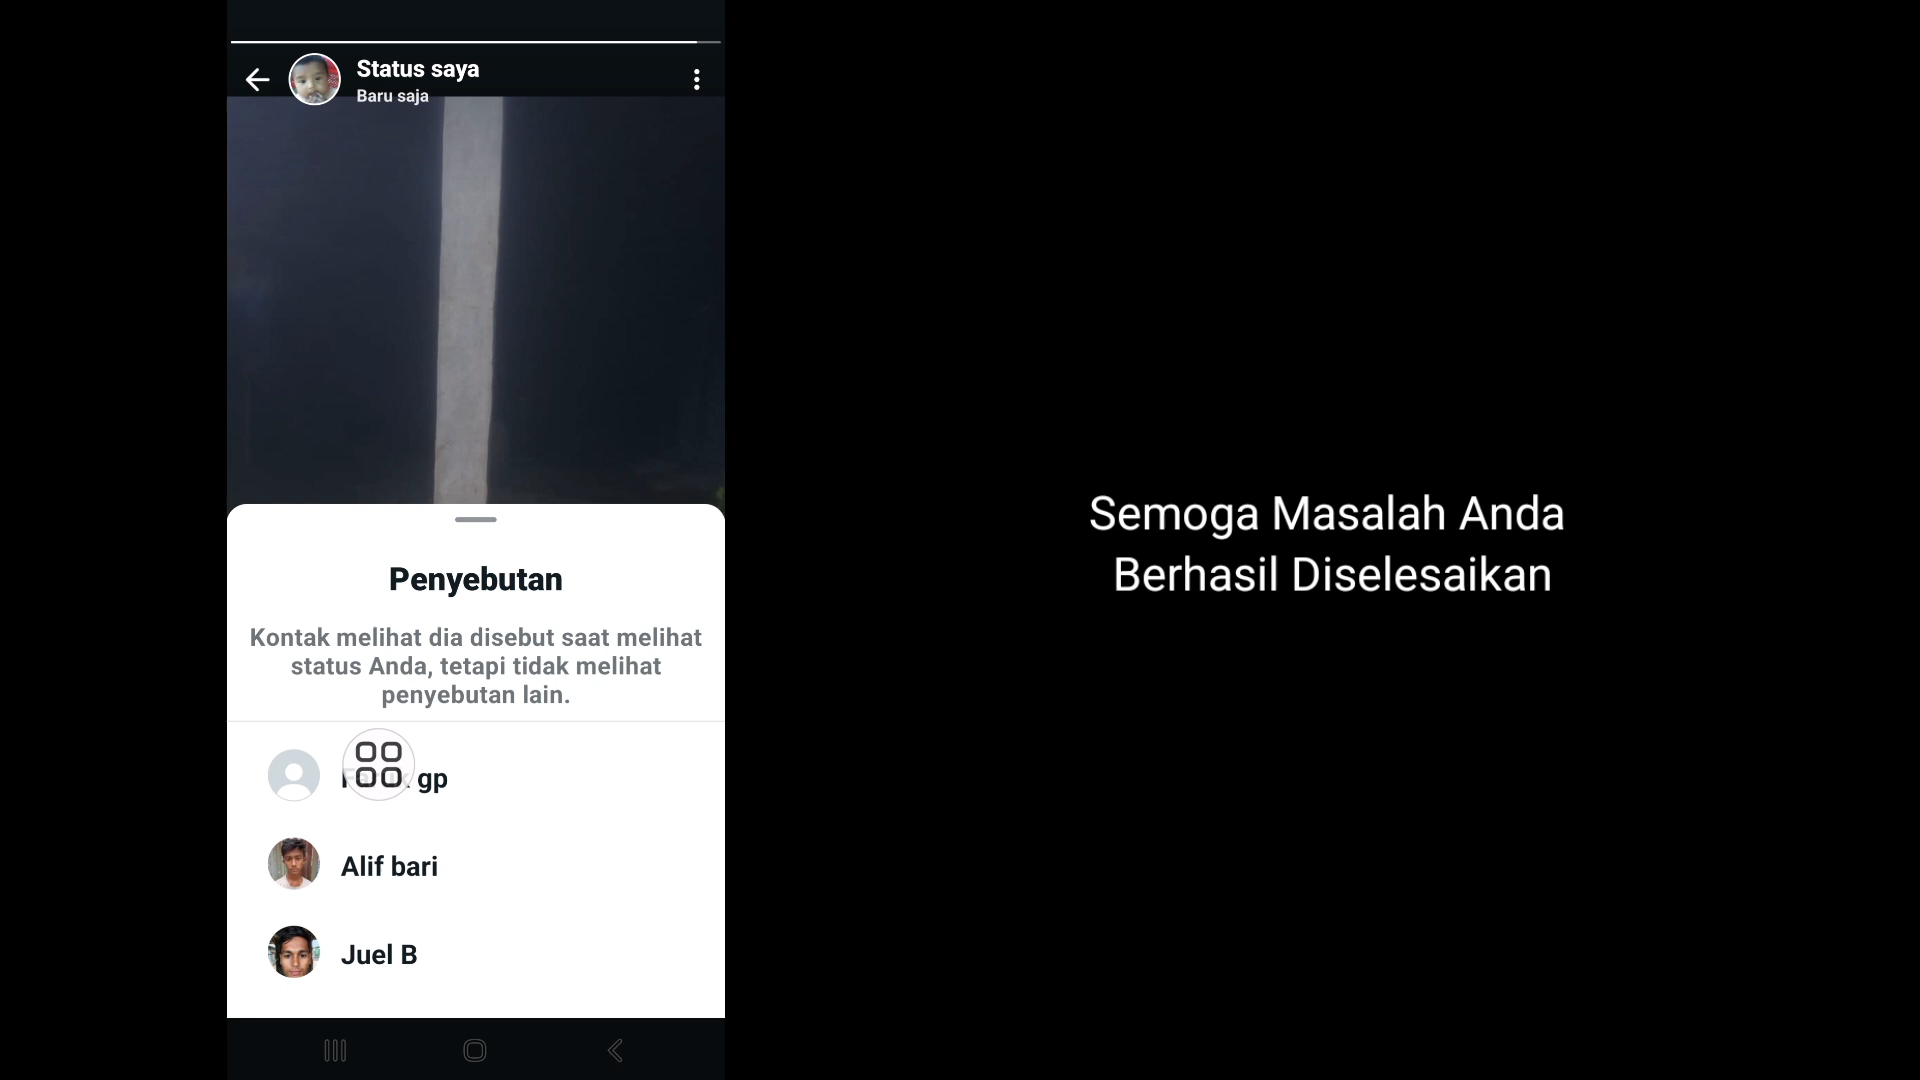 Status saya
Baru saja
Penyebutan
Kontak melihat dia disebut saat melihat
status Anda, tetapi tidak melihat
penyebutan lain.
gp
Alif bari
Juel B
Semoga Masalah Anda
Berhasil Diselesaikan